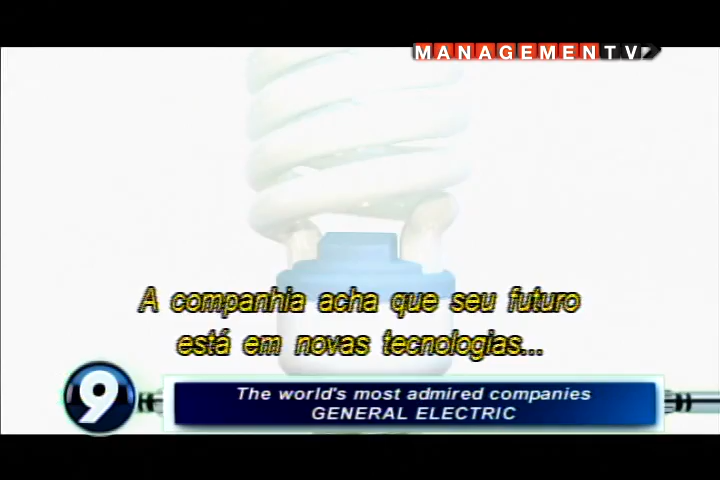 MANAGEMENTV
A companhia acha que seu futuro
está em novas tecnologias...
9
The world's most admired companies
GENERAL ELECTRIC